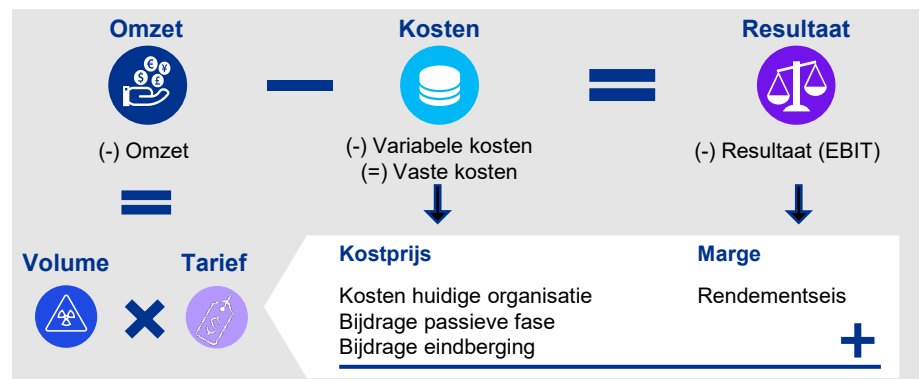 Omzet
Kosten
Resultaat
(-) Omzet
(-) Variabele kosten
(=) Vaste kosten
(-) Resultaat (EBIT)
Volume
Tarief
Kostprijs
Marge
Kosten huidige organisatie
Rendementseis
Bijdrage passieve fase
Bijdrage eindberging